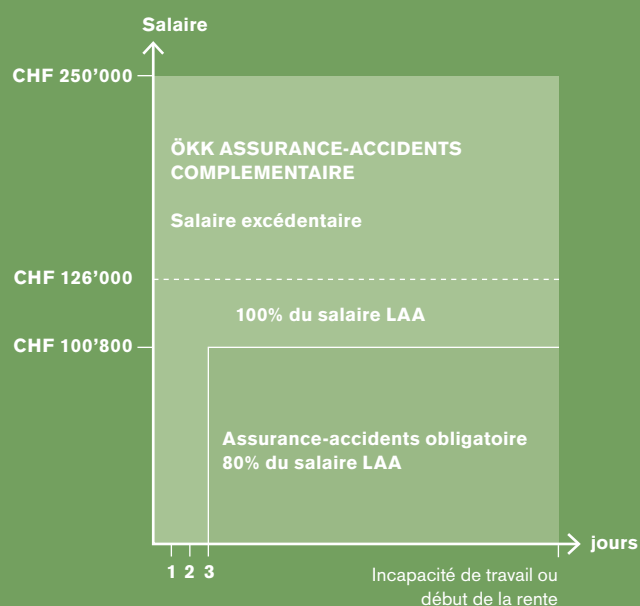 Salaire
CHF 250'000
ÖKK ASSURANCE-ACCIDENTS
COMPLEMENTAIRE
Salaire excédentaire
CHF 126'000
100% du salaire LAA
CHF 100'800
Assurance-accidents obligatoire
80% du salaire LAA
jours
1 2 3
Incapacité de travail ou
début de la rente